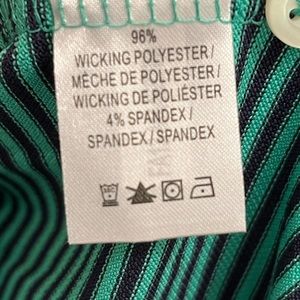 96%
WICKING POLYESTER /
MÈCHE DE POLYESTER /
WICKING DE POLIÉSTER
4% SPANDEX /
SPANDEX / SPANDEX